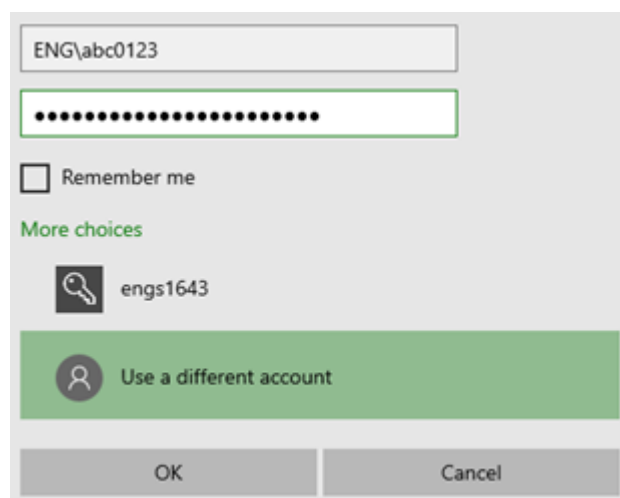 ENG\abc0123
•••••••••••••••••••••••
Remember me
More choices
engs1643
Use a different account
OK
Cancel